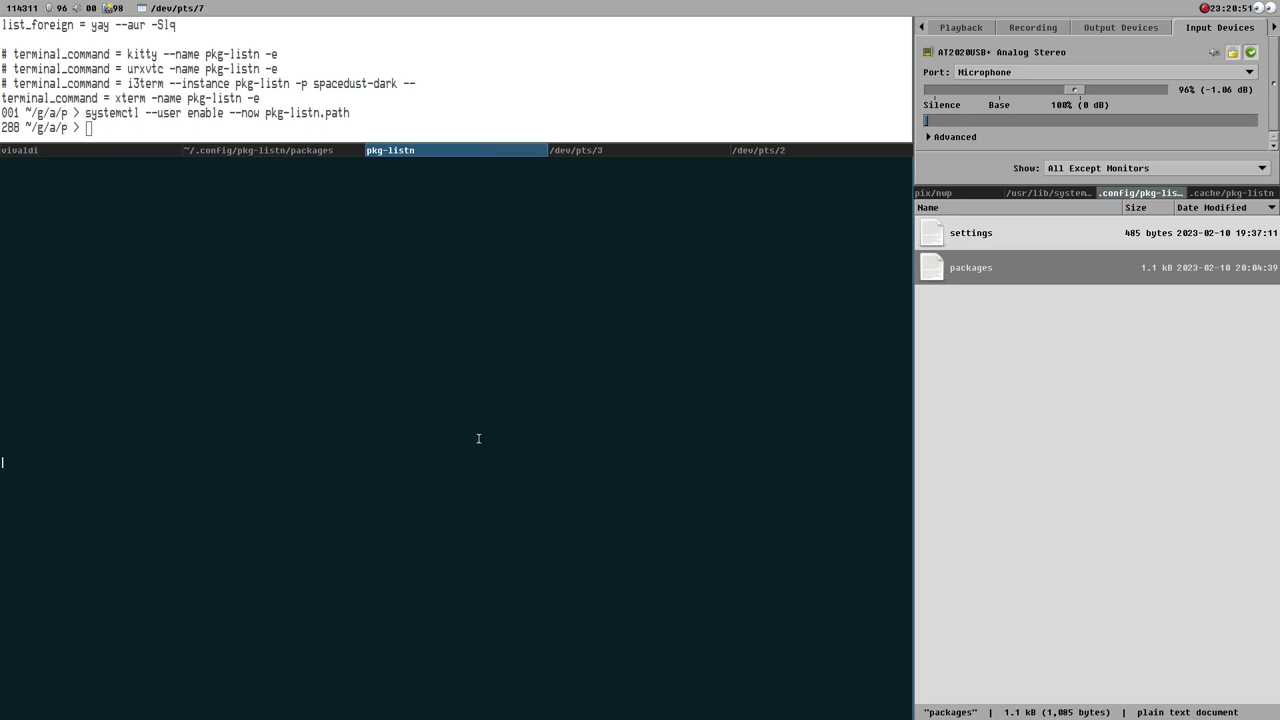 114311 96 00 98 /dev/pts/7 23:20:51
list_foreign = yay --aur -Slq
# terminal_command = kitty --name pkg-listn -e
# terminal_command = urxvtc -name pkg-listn -e
# terminal_command = i3term --instance pkg-listn -p spacedust-dark --
terminal_command = xterm -name pkg-listn -e
001 ~/g/a/p > systemctl --user enable --now pkg-listn.path
288 ~/g/a/p >
vivaldi ~/.config/pkg-listn/packages pkg-listn /dev/pts/3 /dev/pts/2
Playback Recording Output Devices Input Devices
AT2020USB+ Analog Stereo
Port: Microphone
96% (-1.06 dB)
Silence Base 100% (0 dB)
Advanced
Show: All Except Monitors
pix/nwp /usr/lib/system… .config/pkg-lis… .cache/pkg-listn
Name Size Date Modified
settings 485 bytes 2023-02-10 19:37:11
packages 1.1 kB 2023-02-10 20:04:39
"packages" | 1.1 kB (1,085 bytes) | plain text document